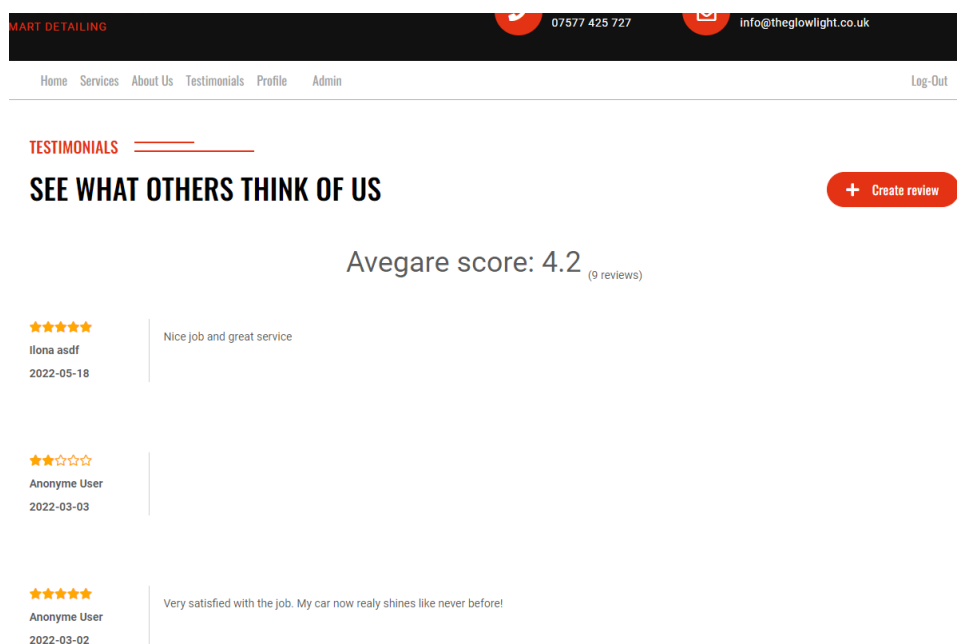 MART DETAILING
07577 425 727
info@theglowlight.co.uk
Home Services About Us Testimonials Profile Admin Log-Out
TESTIMONIALS
SEE WHAT OTHERS THINK OF US
+ Create review
Avegare score: 4.2 (9 reviews)
Nice job and great service
Ilona asdf
2022-05-18
Anonyme User
2022-03-03
Very satisfied with the job. My car now realy shines like never before!
Anonyme User
2022-03-02